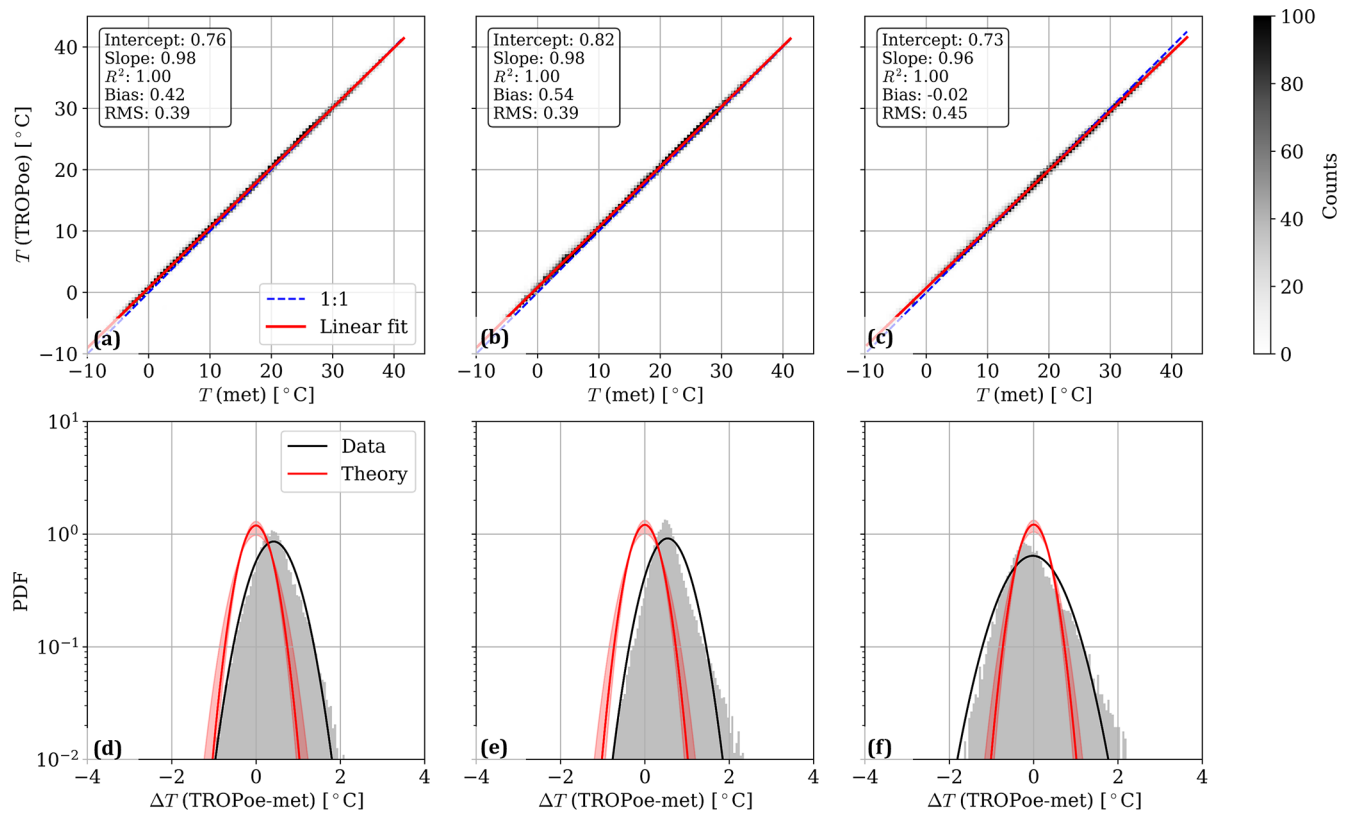 Intercept: 0.76
Slope: 0.98
R²: 1.00
Bias: 0.42
RMS: 0.39
1:1
Linear fit
(a)
T (TROPoe) [°C]
40
30
20
10
0
−10
−10 0 10 20 30 40
T (met) [°C]
Intercept: 0.82
Slope: 0.98
R²: 1.00
Bias: 0.54
RMS: 0.39
(b)
−10 0 10 20 30 40
T (met) [°C]
Intercept: 0.73
Slope: 0.96
R²: 1.00
Bias: -0.02
RMS: 0.45
(c)
−10 0 10 20 30 40
T (met) [°C]
100
80
60
40
20
0
Counts
Data
Theory
(d)
PDF
10¹
10⁰
10⁻¹
10⁻²
−4 −2 0 2 4
ΔT (TROPoe-met) [°C]
(e)
−4 −2 0 2 4
ΔT (TROPoe-met) [°C]
(f)
−4 −2 0 2 4
ΔT (TROPoe-met) [°C]